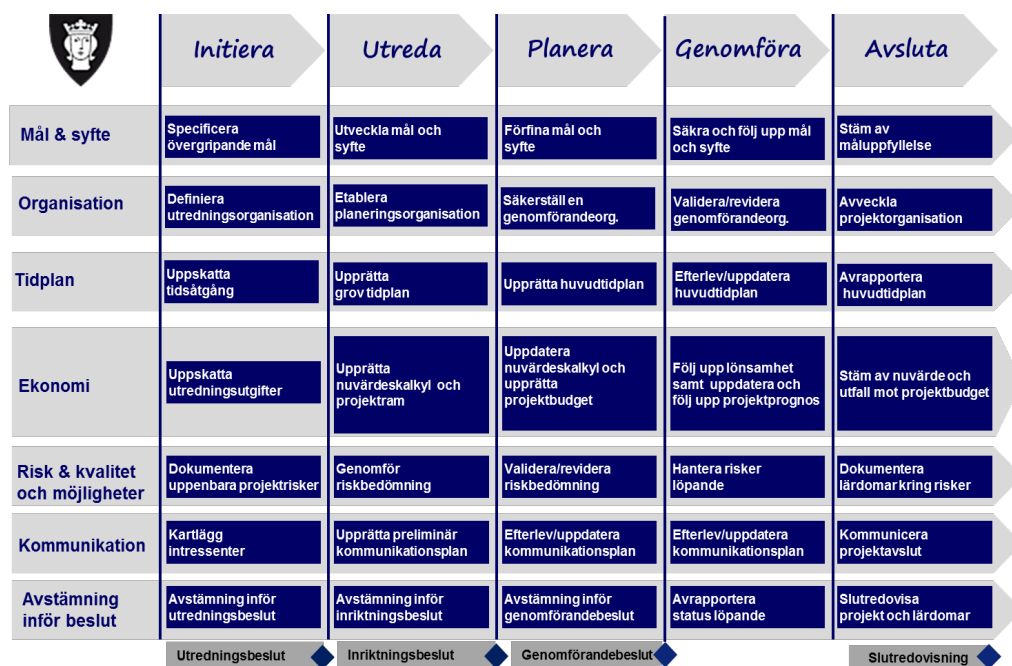 Initiera
Utreda
Planera
Genomföra
Avsluta
Mål & syfte
Specificera
övergripande mål
Utveckla mål och
syfte
Förfina mål och
syfte
Säkra och följ upp mål
och syfte
Stäm av
måluppfyllelse
Organisation
Definiera
utredningsorganisation
Etablera
planeringsorganisation
Säkerställ en
genomförandeorg.
Validera/revidera
genomförandeorg.
Avveckla
projektorganisation
Tidplan
Uppskatta
tidsåtgång
Upprätta
grov tidplan
Upprätta huvudtidplan
Efterlev/uppdatera
huvudtidplan
Avrapportera
huvudtidplan
Ekonomi
Uppskatta
utredningsutgifter
Upprätta
nuvärdeskalkyl och
projektram
Uppdatera
nuvärdeskalkyl och
upprätta
projektbudget
Följ upp lönsamhet
samt uppdatera och
följ upp projektprognos
Stäm av nuvärde och
utfall mot projektbudget
Risk & kvalitet
och möjligheter
Dokumentera
uppenbara projektrisker
Genomför
riskbedömning
Validera/revidera
riskbedömning
Hantera risker
löpande
Dokumentera
lärdomar kring risker
Kommunikation
Kartlägg
intressenter
Upprätta preliminär
kommunikationsplan
Efterlev/uppdatera
kommunikationsplan
Efterlev/uppdatera
kommunikationsplan
Kommunicera
projektavslut
Avstämning
inför beslut
Avstämning inför
utredningsbeslut
Avstämning inför
inriktningsbeslut
Avstämning inför
genomförandebeslut
Avrapportera
status löpande
Slutredovisa
projekt och lärdomar
Utredningsbeslut
Inriktningsbeslut
Genomförandebeslut
Slutredovisning